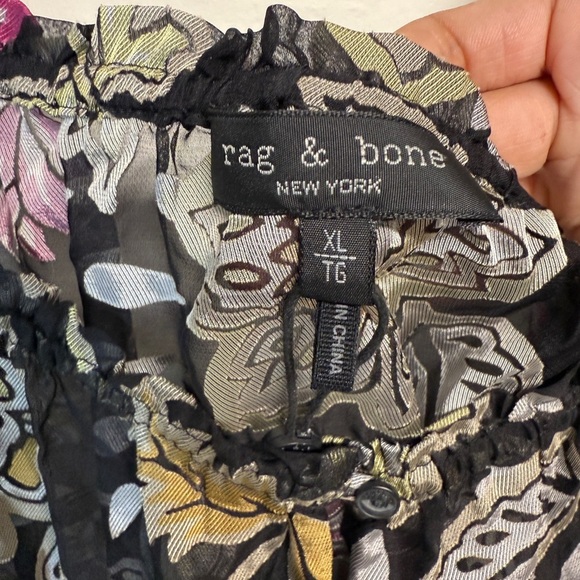 rag & bone
NEW YORK
XL
TG
IN CHINA